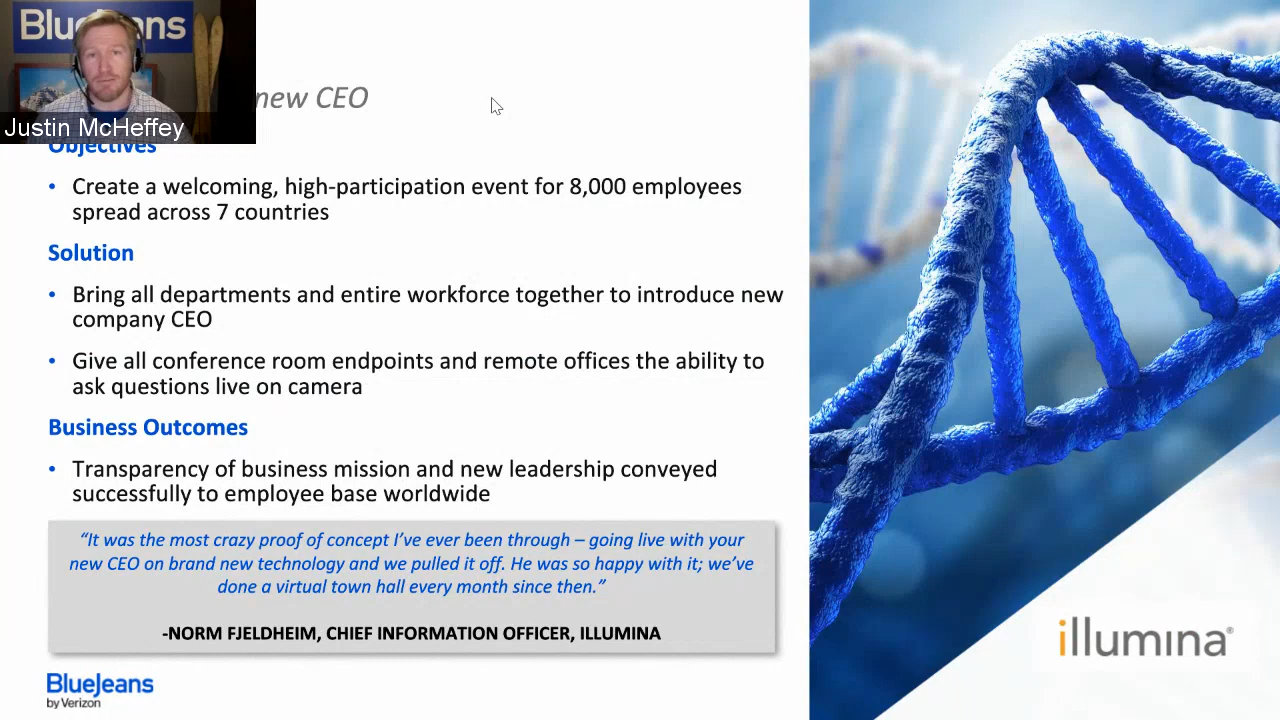 BlueJeans
Justin McHeffey
new CEO
Objectives
• Create a welcoming, high-participation event for 8,000 employees
spread across 7 countries
Solution
• Bring all departments and entire workforce together to introduce new
company CEO
• Give all conference room endpoints and remote offices the ability to
ask questions live on camera
Business Outcomes
• Transparency of business mission and new leadership conveyed
successfully to employee base worldwide
“It was the most crazy proof of concept I’ve ever been through – going live with your
new CEO on brand new technology and we pulled it off. He was so happy with it; we’ve
done a virtual town hall every month since then.”
-NORM FJELDHEIM, CHIEF INFORMATION OFFICER, ILLUMINA
illumina®
BlueJeans
by Verizon